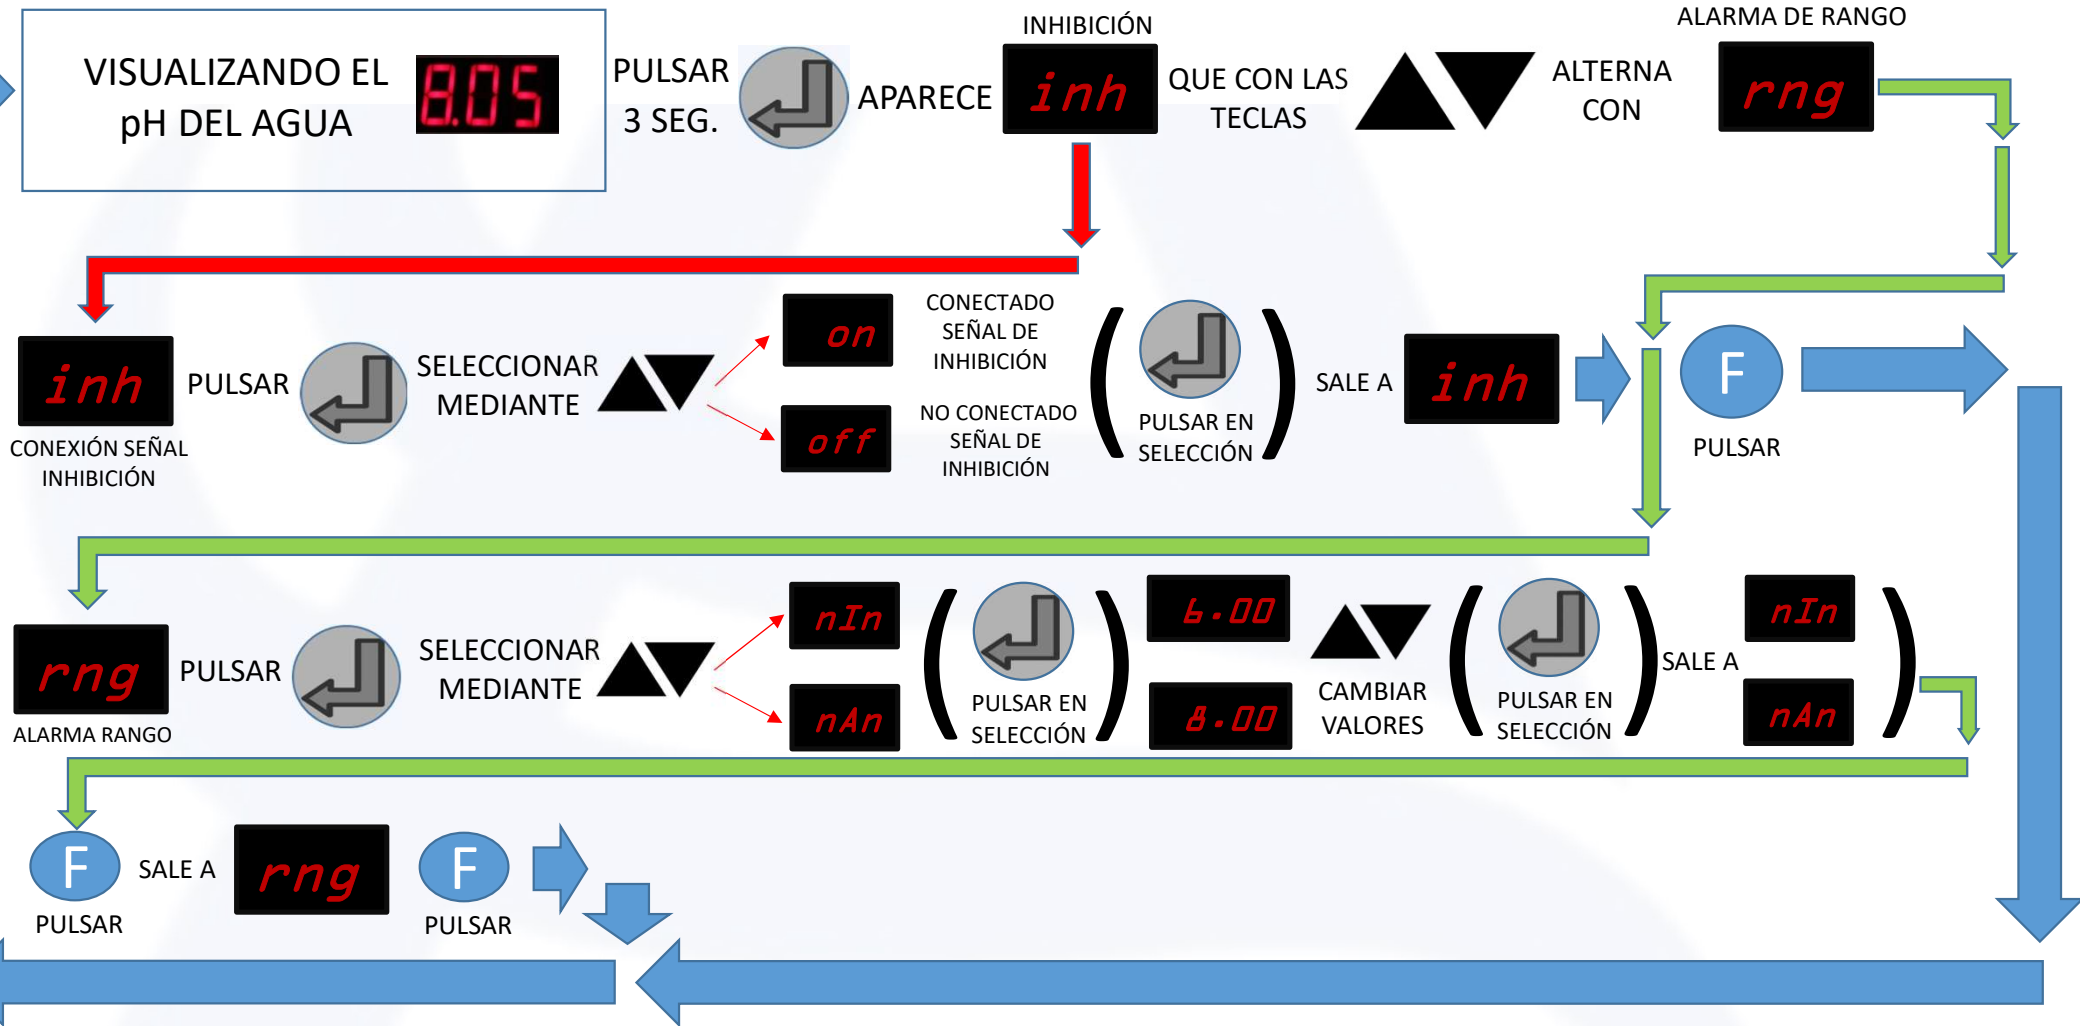 INHIBICIÓN
ALARMA DE RANGO
VISUALIZANDO EL
pH DEL AGUA
8.05
PULSAR
3 SEG.
APARECE
inh
QUE CON LAS
TECLAS
ALTERNA
CON
rng
inh
CONEXIÓN SEÑAL
INHIBICIÓN
PULSAR
SELECCIONAR
MEDIANTE
on
CONECTADO
SEÑAL DE
INHIBICIÓN
off
NO CONECTADO
SEÑAL DE
INHIBICIÓN
(
PULSAR EN
SELECCIÓN
)
SALE A
inh
F
PULSAR
rng
ALARMA RANGO
PULSAR
SELECCIONAR
MEDIANTE
nIn
nAn
(
PULSAR EN
SELECCIÓN
)
6.00
8.00
CAMBIAR
VALORES
(
PULSAR EN
SELECCIÓN
)
SALE A
nIn
nAn
)
F
PULSAR
SALE A
rng
F
PULSAR